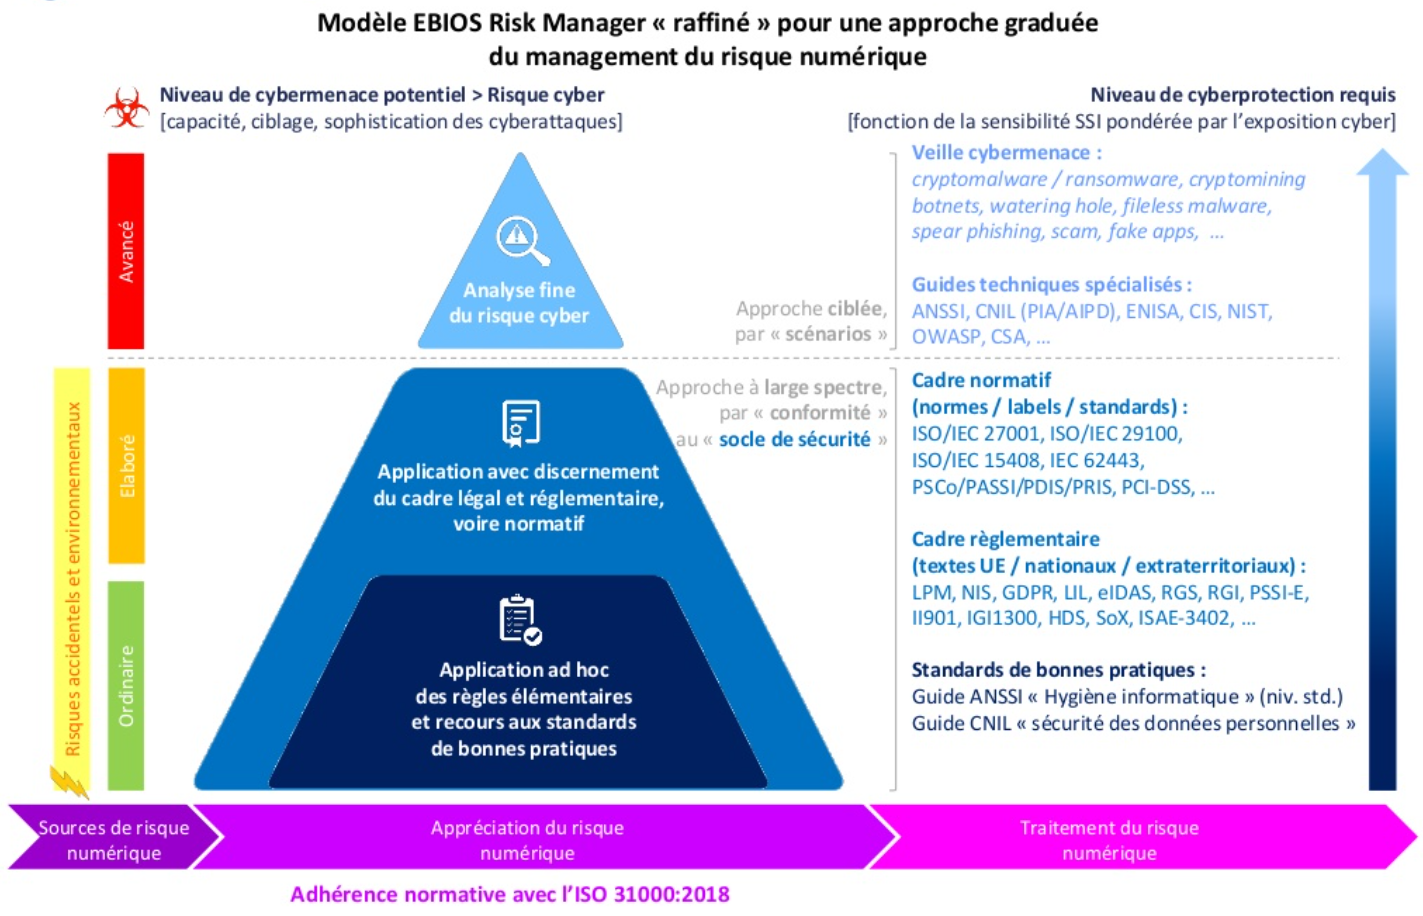 Modèle EBIOS Risk Manager « raffiné » pour une approche graduée
du management du risque numérique
Niveau de cybermenace potentiel > Risque cyber
[capacité, ciblage, sophistication des cyberattaques]
Niveau de cyberprotection requis
[fonction de la sensibilité SSI pondérée par l'exposition cyber]
Avancé
Analyse fine
du risque cyber
Approche ciblée,
par « scénarios »
Veille cybermenace :
cryptomalware / ransomware, cryptomining
botnets, watering hole, fileless malware,
spear phishing, scam, fake apps, ...
Guides techniques spécialisés :
ANSSI, CNIL (PIA/AIPD), ENISA, CIS, NIST,
OWASP, CSA, ...
Risques accidentels et environnementaux
Elaboré
Application avec discernement
du cadre légal et réglementaire,
voire normatif
Approche à large spectre,
par « conformité »
au « socle de sécurité »
Cadre normatif
(normes / labels / standards) :
ISO/IEC 27001, ISO/IEC 29100,
ISO/IEC 15408, IEC 62443,
PSCo/PASSI/PDIS/PRIS, PCI-DSS, ...
Cadre règlementaire
(textes UE / nationaux / extraterritoriaux) :
LPM, NIS, GDPR, LIL, eIDAS, RGS, RGI, PSSI-E,
II901, IGI1300, HDS, SoX, ISAE-3402, ...
Ordinaire
Application ad hoc
des règles élémentaires
et recours aux standards
de bonnes pratiques
Standards de bonnes pratiques :
Guide ANSSI « Hygiène informatique » (niv. std.)
Guide CNIL « sécurité des données personnelles »
Sources de risque
numérique
Appréciation du risque
numérique
Traitement du risque
numérique
Adhérence normative avec l'ISO 31000:2018